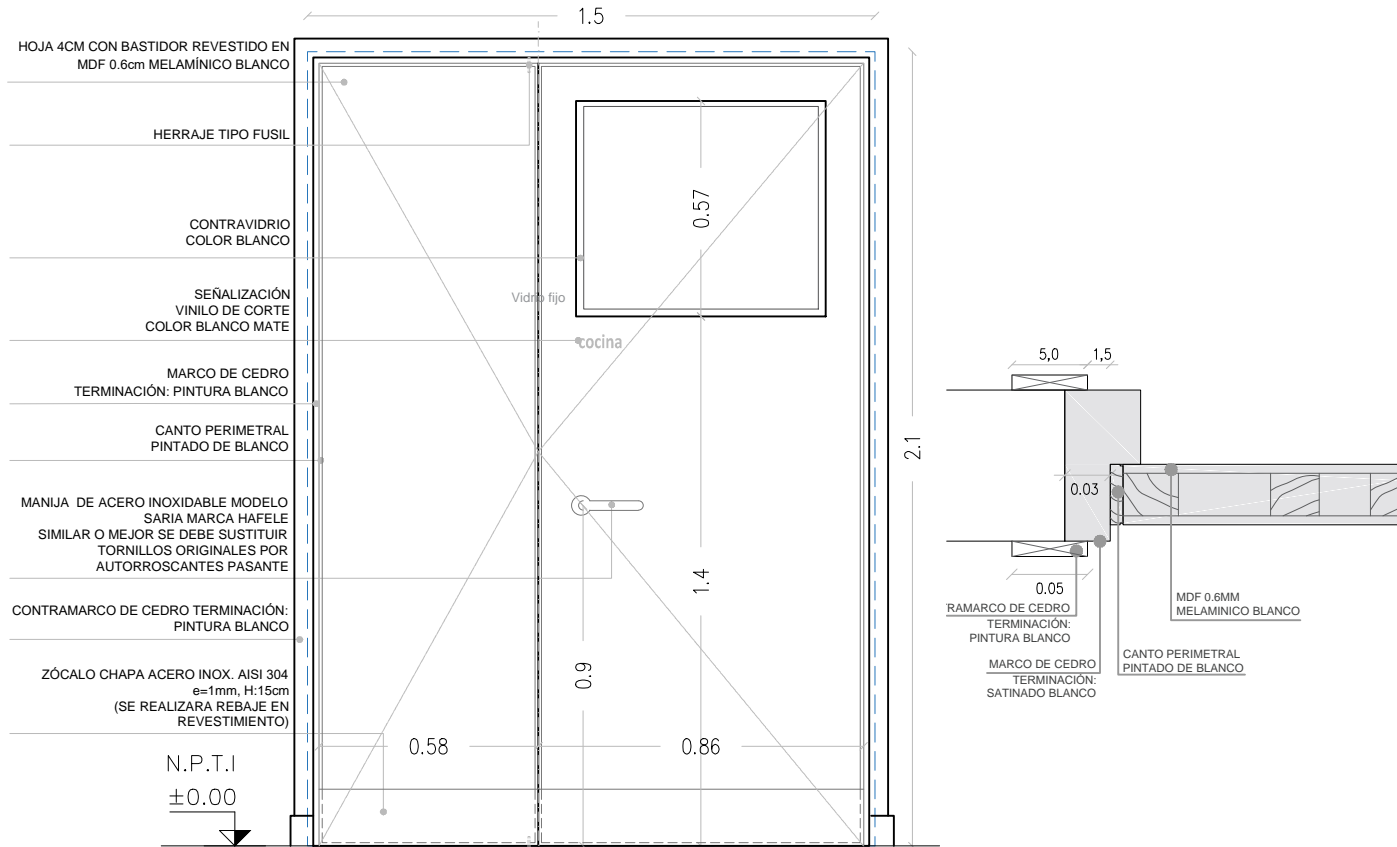 1.5
HOJA 4CM CON BASTIDOR REVESTIDO EN
MDF 0.6cm MELAMÍNICO BLANCO
HERRAJE TIPO FUSIL
CONTRAVIDRIO
COLOR BLANCO
SEÑALIZACIÓN
VINILO DE CORTE
COLOR BLANCO MATE
MARCO DE CEDRO
TERMINACIÓN: PINTURA BLANCO
CANTO PERIMETRAL
PINTADO DE BLANCO
MANIJA DE ACERO INOXIDABLE MODELO
SARIA MARCA HAFELE
SIMILAR O MEJOR SE DEBE SUSTITUIR
TORNILLOS ORIGINALES POR
AUTORROSCANTES PASANTE
CONTRAMARCO DE CEDRO TERMINACIÓN:
PINTURA BLANCO
ZÓCALO CHAPA ACERO INOX. AISI 304
e=1mm, H:15cm
(SE REALIZARA REBAJE EN
REVESTIMIENTO)
N.P.T.I
±0.00
0.57
Vidrio fijo
cocina
1.4
0.9
0.58
0.86
2.1
5,0
1,5
0.03
0.05
RAMARCO DE CEDRO
TERMINACIÓN:
PINTURA BLANCO
MARCO DE CEDRO
TERMINACIÓN:
SATINADO BLANCO
MDF 0.6MM
MELAMINICO BLANCO
CANTO PERIMETRAL
PINTADO DE BLANCO